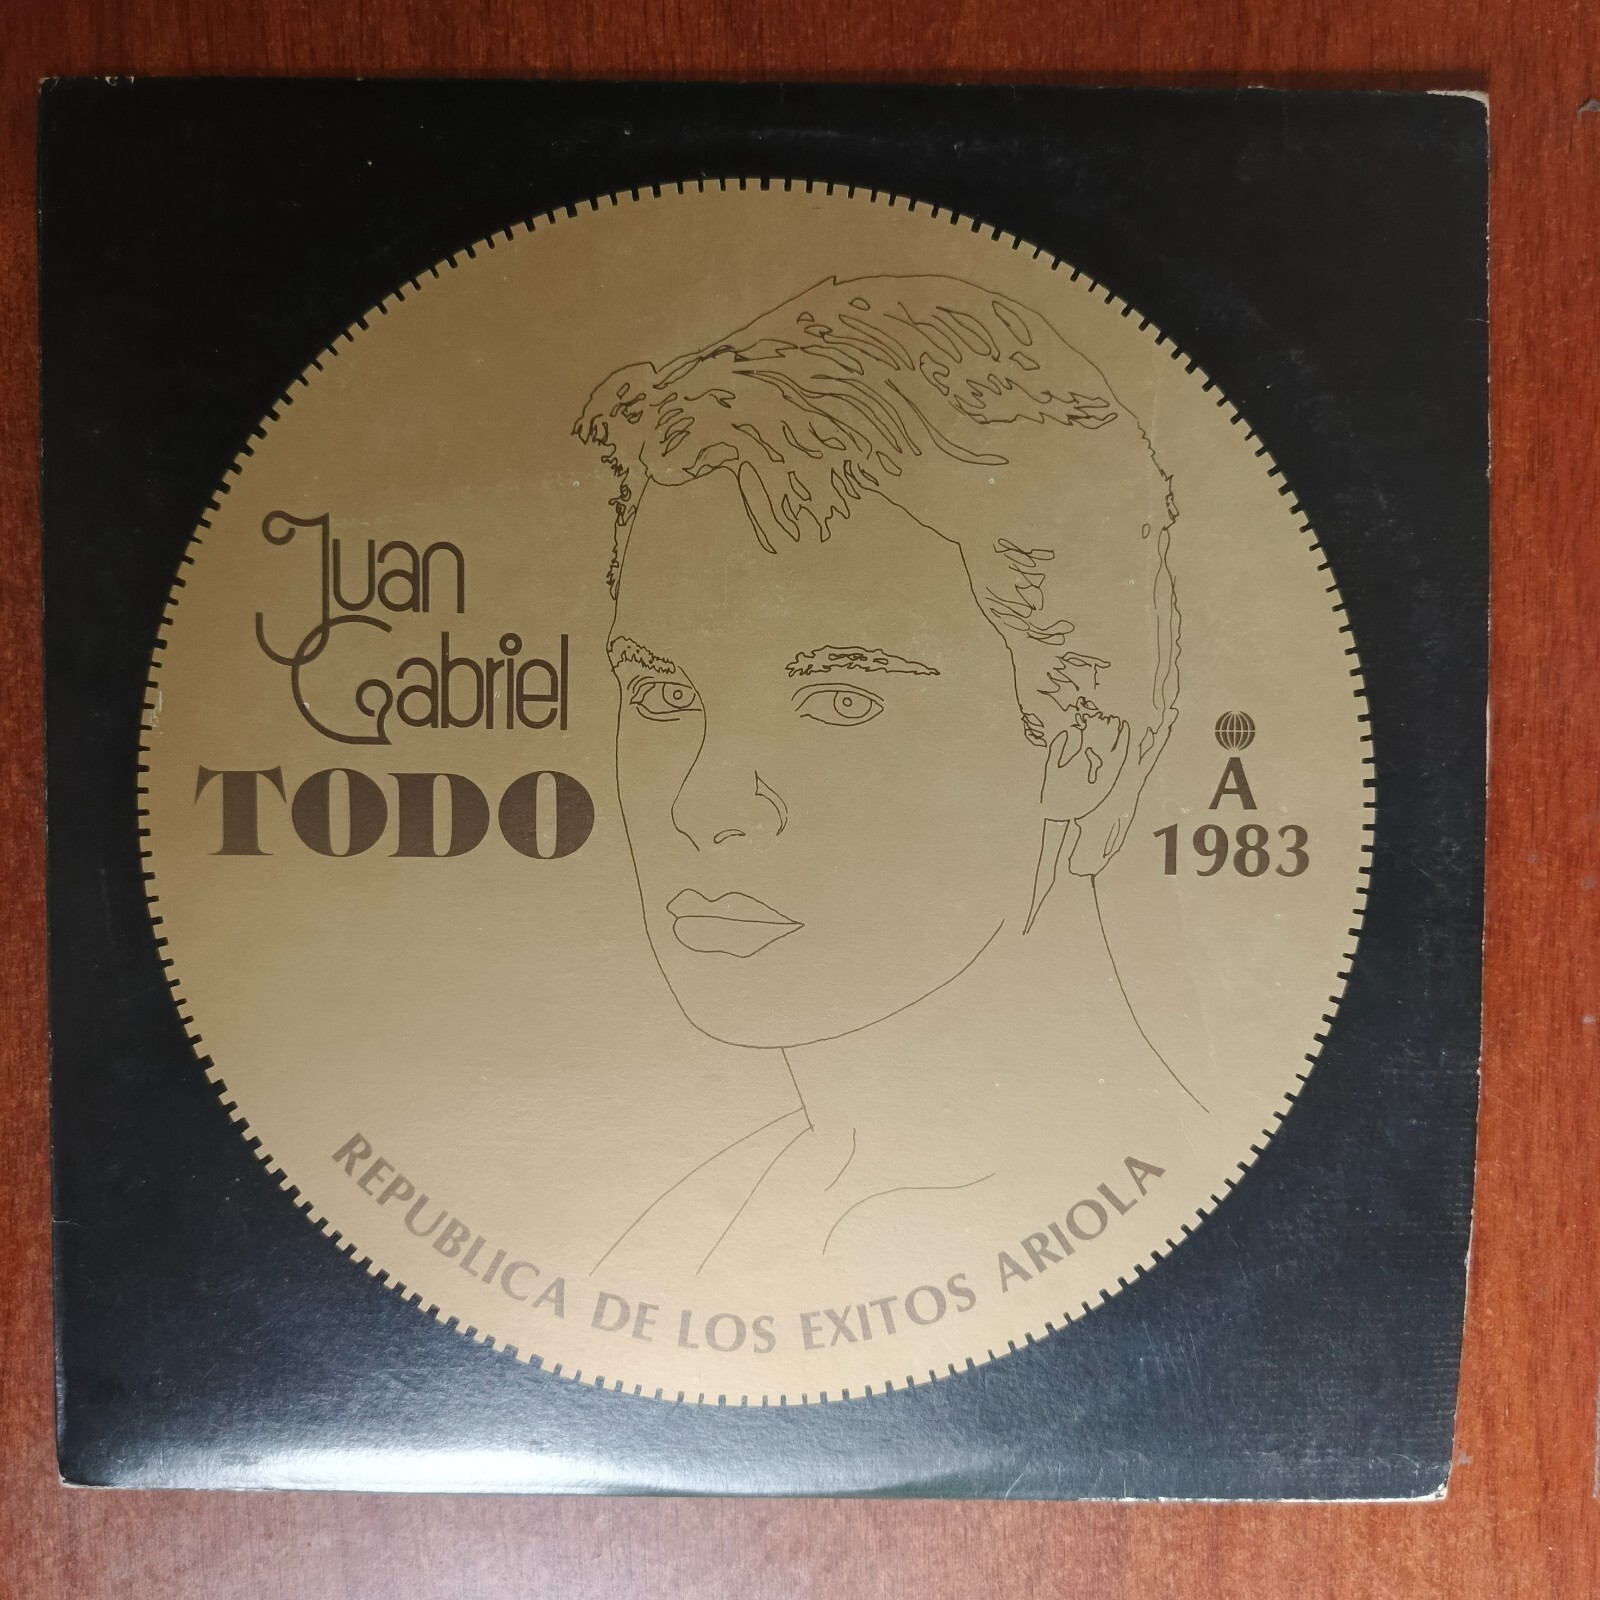 Juan
Gabriel
TODO
A
1983
REPUBLICA DE LOS EXITOS ARIOLA